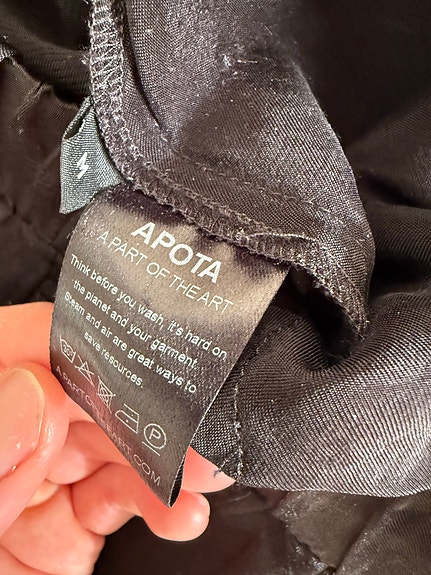 APOTA
A PART OF THE ART
Think before you wash, it's hard on
the planet and your garment.
Steam and air are great ways to
save resources.
P
APARTOFTHEART.COM